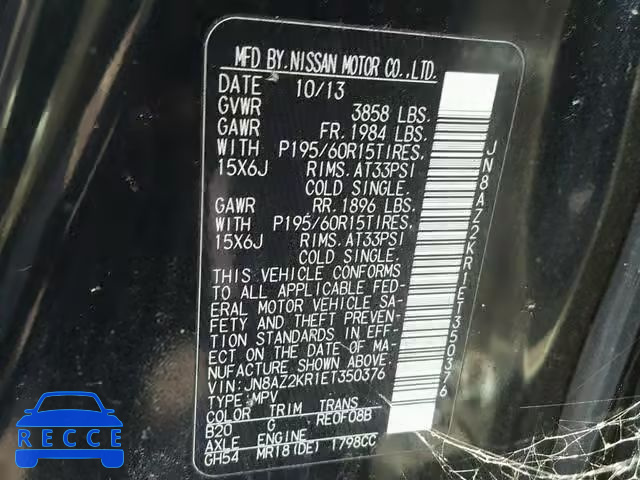 MFD BY.NISSAN MOTOR CO.,LTD.
DATE 10/13
GVWR 3858 LBS.
GAWR FR. 1984 LBS.
WITH P195/60R15TIRES,
15X6J RIMS.AT33PSI
COLD SINGLE.
GAWR RR. 1896 LBS.
WITH P195/60R15TIRES,
15X6J RIMS.AT33PSI
COLD SINGLE.
THIS VEHICLE CONFORMS
TO ALL APPLICABLE FED-
ERAL MOTOR VEHICLE SA-
FETY AND THEFT PREVEN-
TION STANDARDS IN EFF-
ECT ON THE DATE OF MA-
NUFACTURE SHOWN ABOVE.
VIN:JN8AZ2KR1ET350376
TYPE:MPV
COLOR TRIM TRANS
B20 G RE0F08B
AXLE ENGINE
GH54 MR18(DE) 1798CC
JN8AZ2KR1ET350376
RECCE